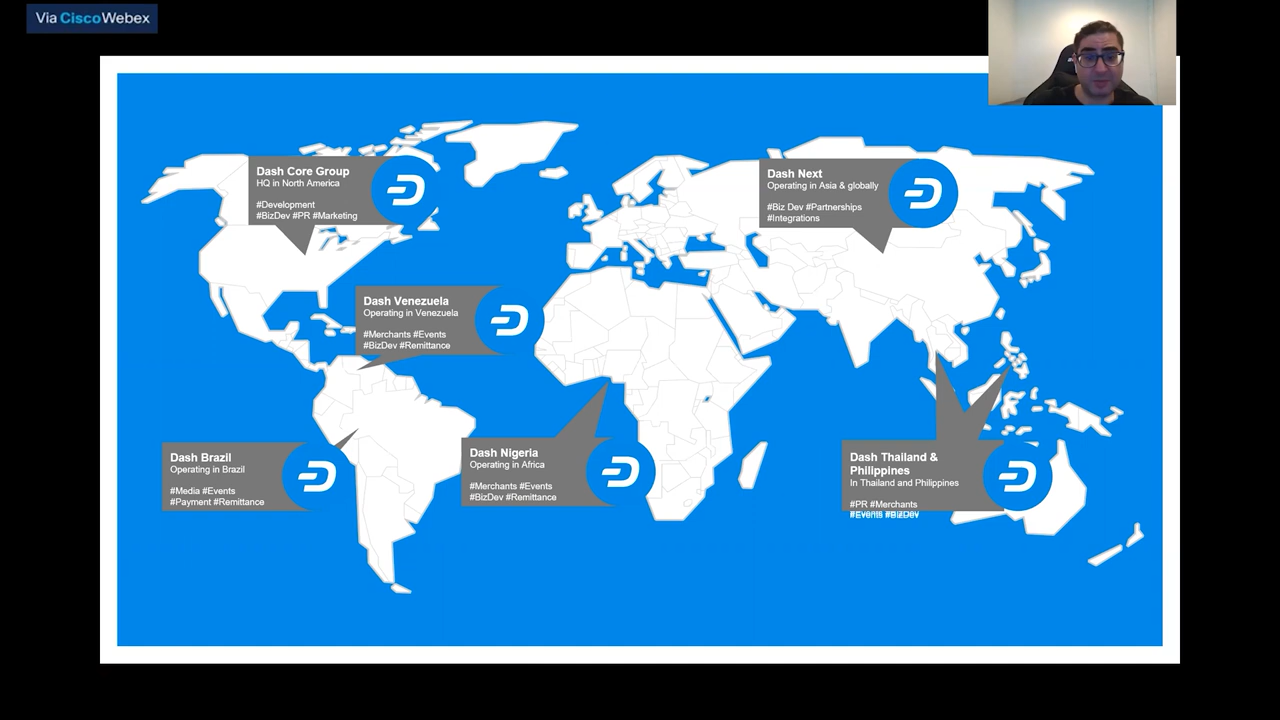 Via Cisco Webex
Dash Core Group
HQ in North America
#Development
#BizDev #PR #Marketing
Dash Next
Operating in Asia & globally
#Biz Dev #Partnerships
#Integrations
Dash Venezuela
Operating in Venezuela
#Merchants #Events
#BizDev #Remittance
Dash Brazil
Operating in Brazil
#Media #Events
#Payment #Remittance
Dash Nigeria
Operating in Africa
#Merchants #Events
#BizDev #Remittance
Dash Thailand &
Philippines
In Thailand and Philippines
#PR #Merchants
#Events #BizDev